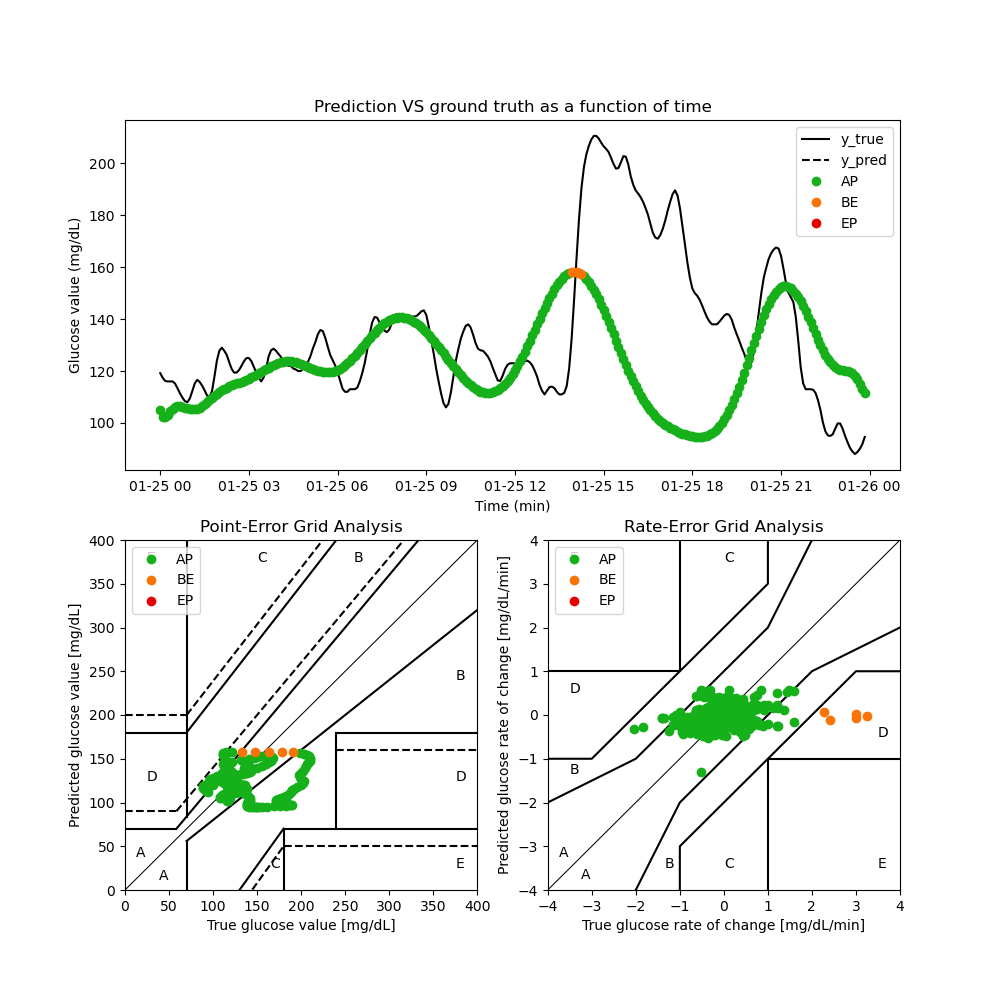 Prediction VS ground truth as a function of time
Glucose value (mg/dL)
200
180
160
140
120
100
y_true
y_pred
AP
BE
EP
01-25 00 01-25 03 01-25 06 01-25 09 01-25 12 01-25 15 01-25 18 01-25 21 01-26 00
Time (min)
Point-Error Grid Analysis
Predicted glucose value [mg/dL]
400
350
300
250
200
150
100
50
0
AP
BE
EP
C
B
B
D
D
A
A
C
E
0 50 100 150 200 250 300 350 400
True glucose value [mg/dL]
Rate-Error Grid Analysis
Predicted glucose rate of change [mg/dL/min]
4
3
2
1
0
−1
−2
−3
−4
AP
BE
EP
C
D
D
B
A
A
B
C
E
−4 −3 −2 −1 0 1 2 3 4
True glucose rate of change [mg/dL/min]